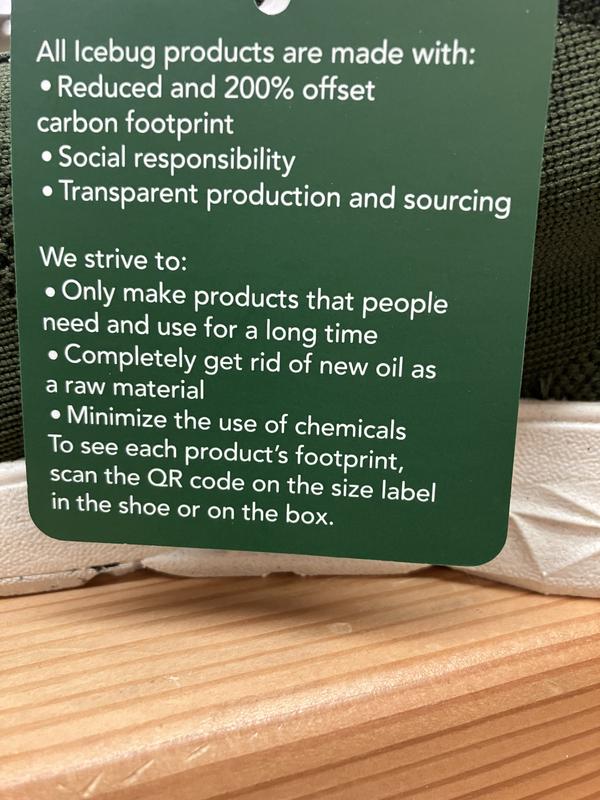 All Icebug products are made with:
• Reduced and 200% offset
carbon footprint
• Social responsibility
• Transparent production and sourcing
We strive to:
• Only make products that people
need and use for a long time
• Completely get rid of new oil as
a raw material
• Minimize the use of chemicals
To see each product's footprint,
scan the QR code on the size label
in the shoe or on the box.